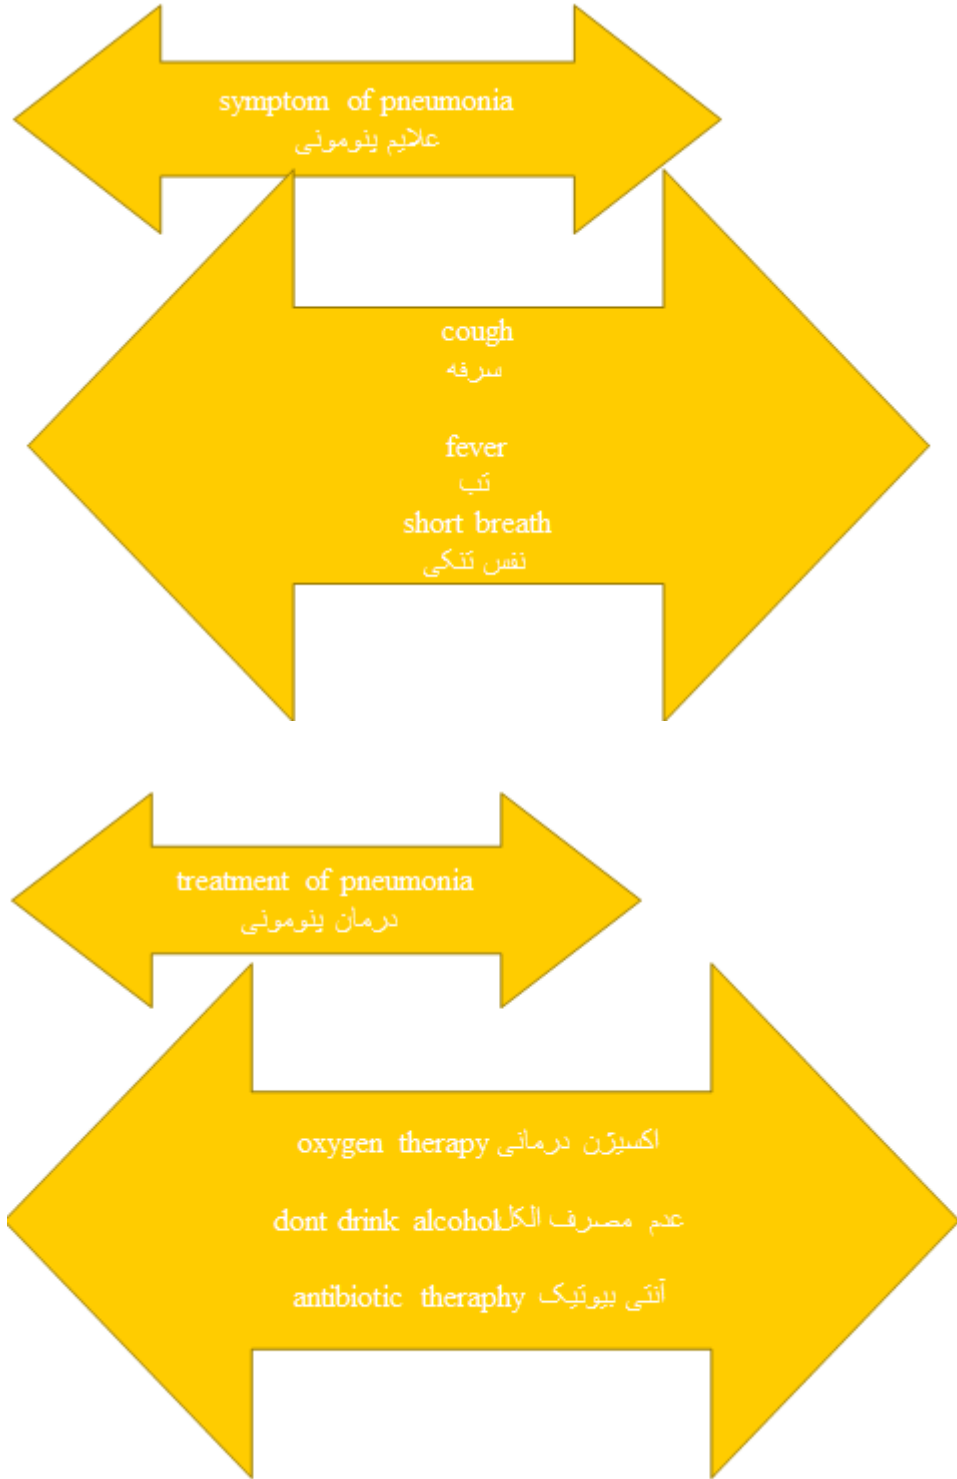 symptom of pneumonia
علایم پنومونی
cough
سرفه
fever
تب
short breath
نفس تنگی
treatment of pneumonia
درمان پنومونی
oxygen therapy اکسیژن درمانی
dont drink alcohol عدم مصرف الکل
antibiotic theraphy آنتی بیوتیک